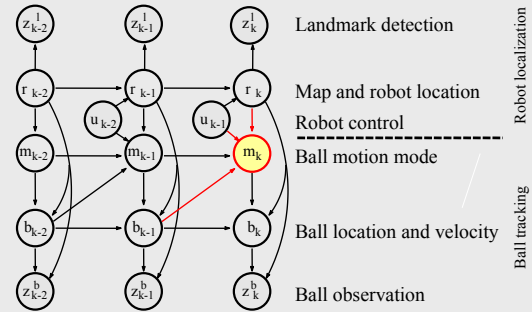 z^l_{k-2} z^l_{k-1} z^l_k Landmark detection
r_{k-2} r_{k-1} r_k Map and robot location
u_{k-2} u_{k-1} Robot control
m_{k-2} m_{k-1} m_k Ball motion mode
b_{k-2} b_{k-1} b_k Ball location and velocity
z^b_{k-2} z^b_{k-1} z^b_k Ball observation
Robot localization
Ball tracking